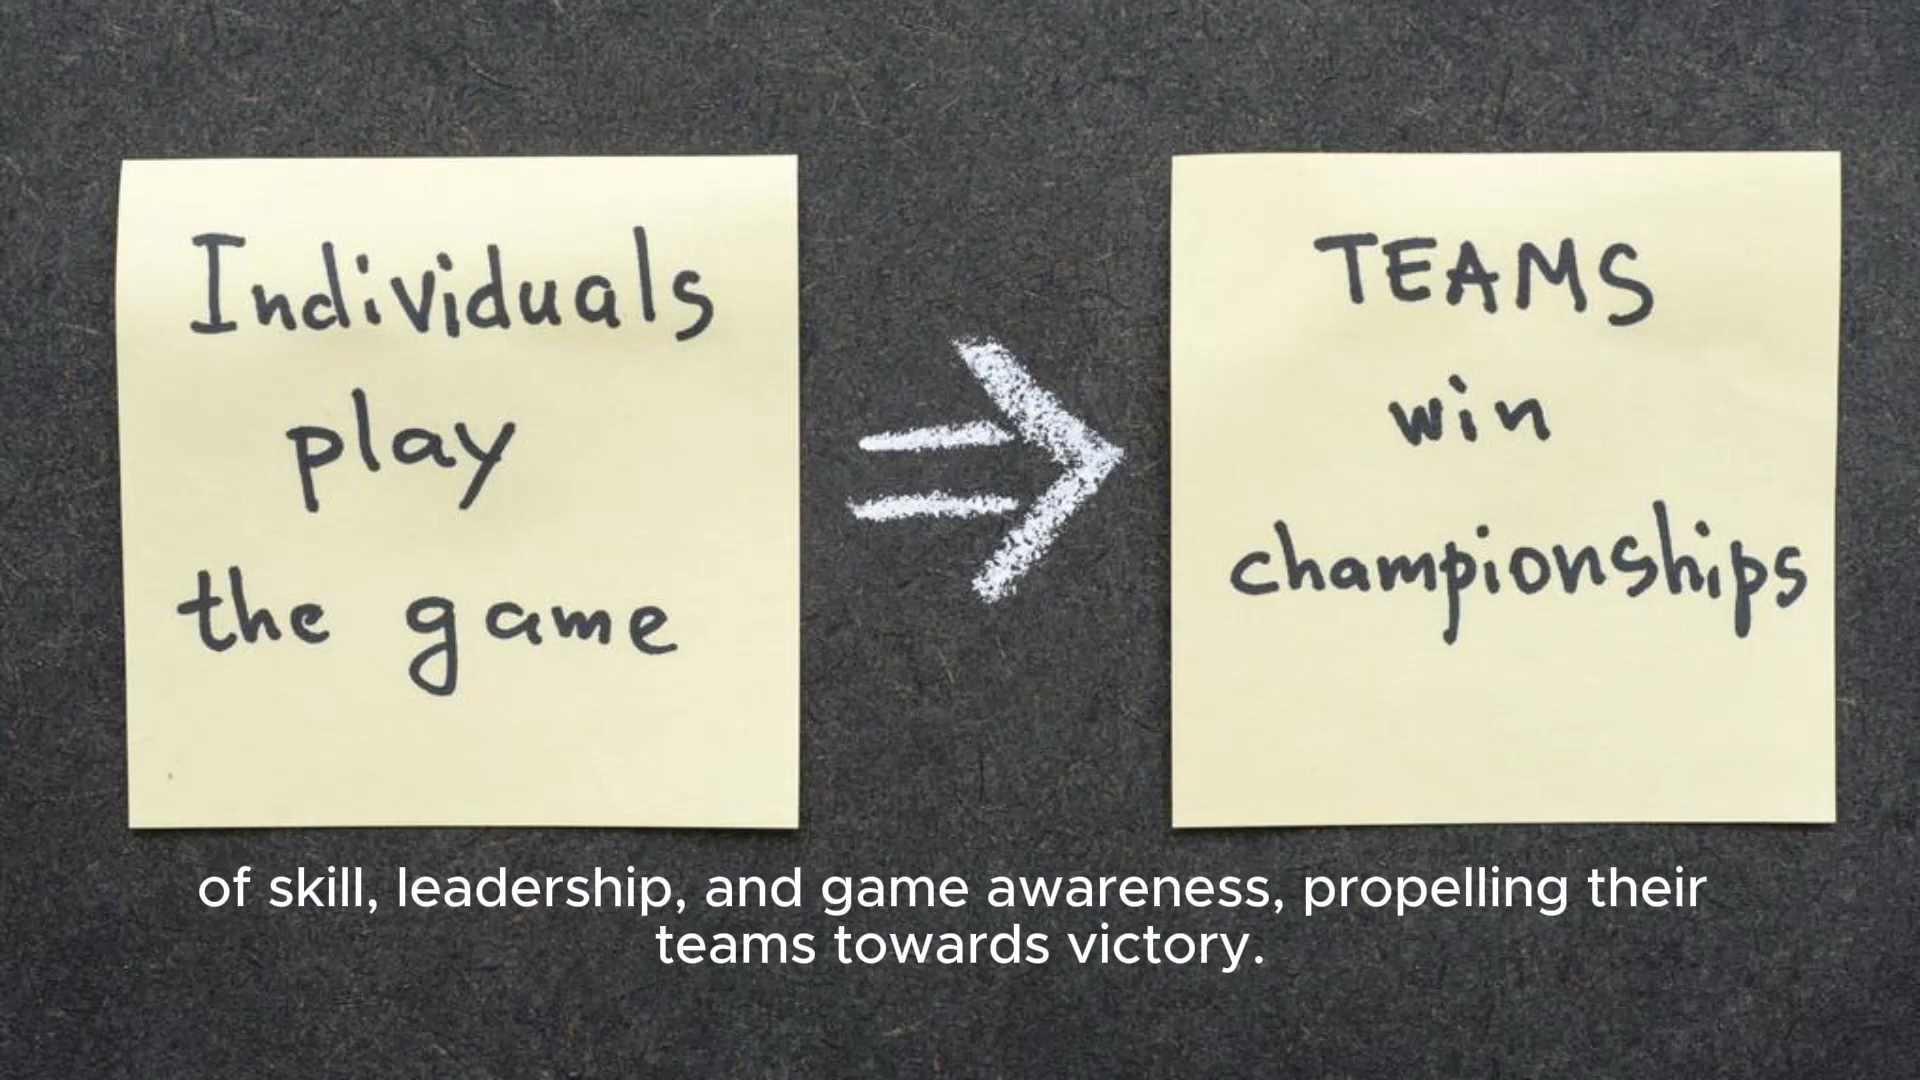 Individuals
play
the game
TEAMS
win
championships
of skill, leadership, and game awareness, propelling their
teams towards victory.